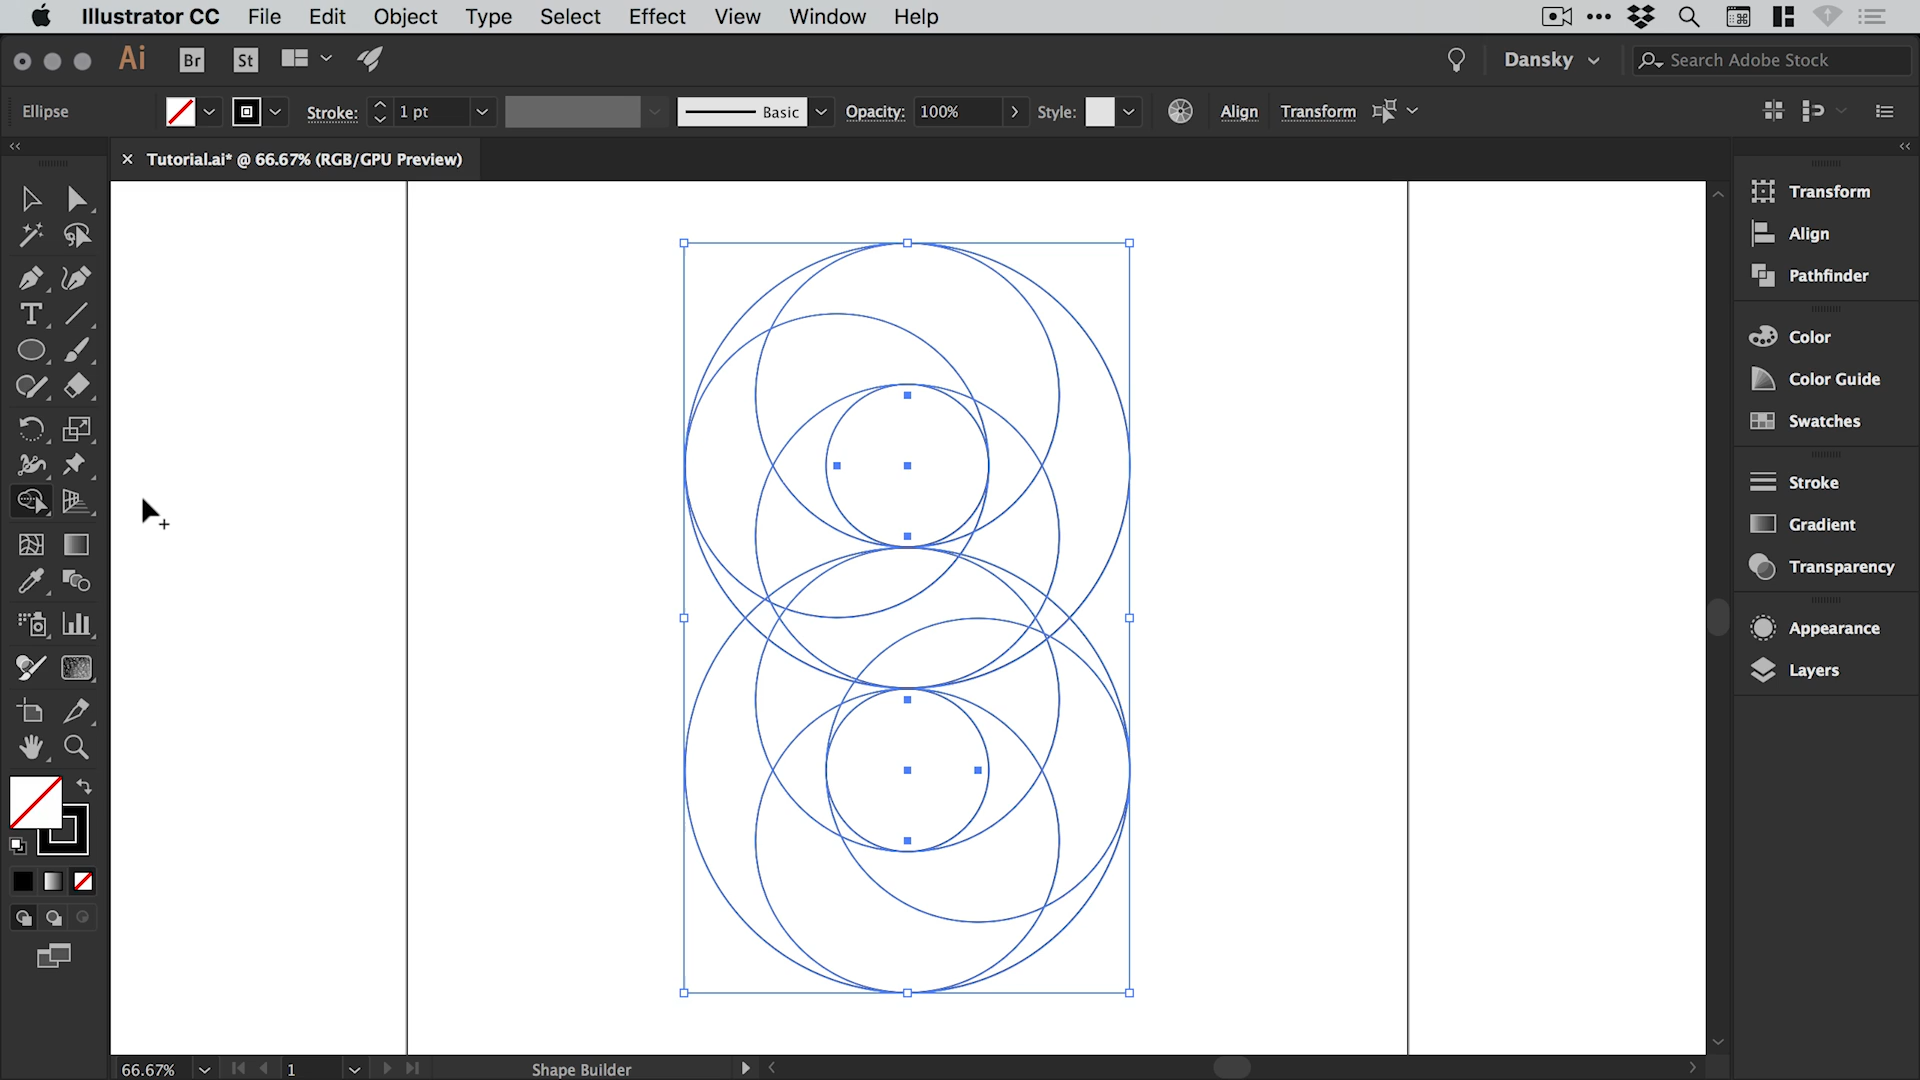 Illustrator CC File Edit Object Type Select Effect View Window Help
Ai Br St Dansky Search Adobe Stock
Ellipse Stroke: 1 pt Basic Opacity: 100% Style: Align Transform
Tutorial.ai* @ 66.67% (RGB/GPU Preview)
Transform
Align
Pathfinder
Color
Color Guide
Swatches
Stroke
Gradient
Transparency
Appearance
Layers
66.67% 1 Shape Builder